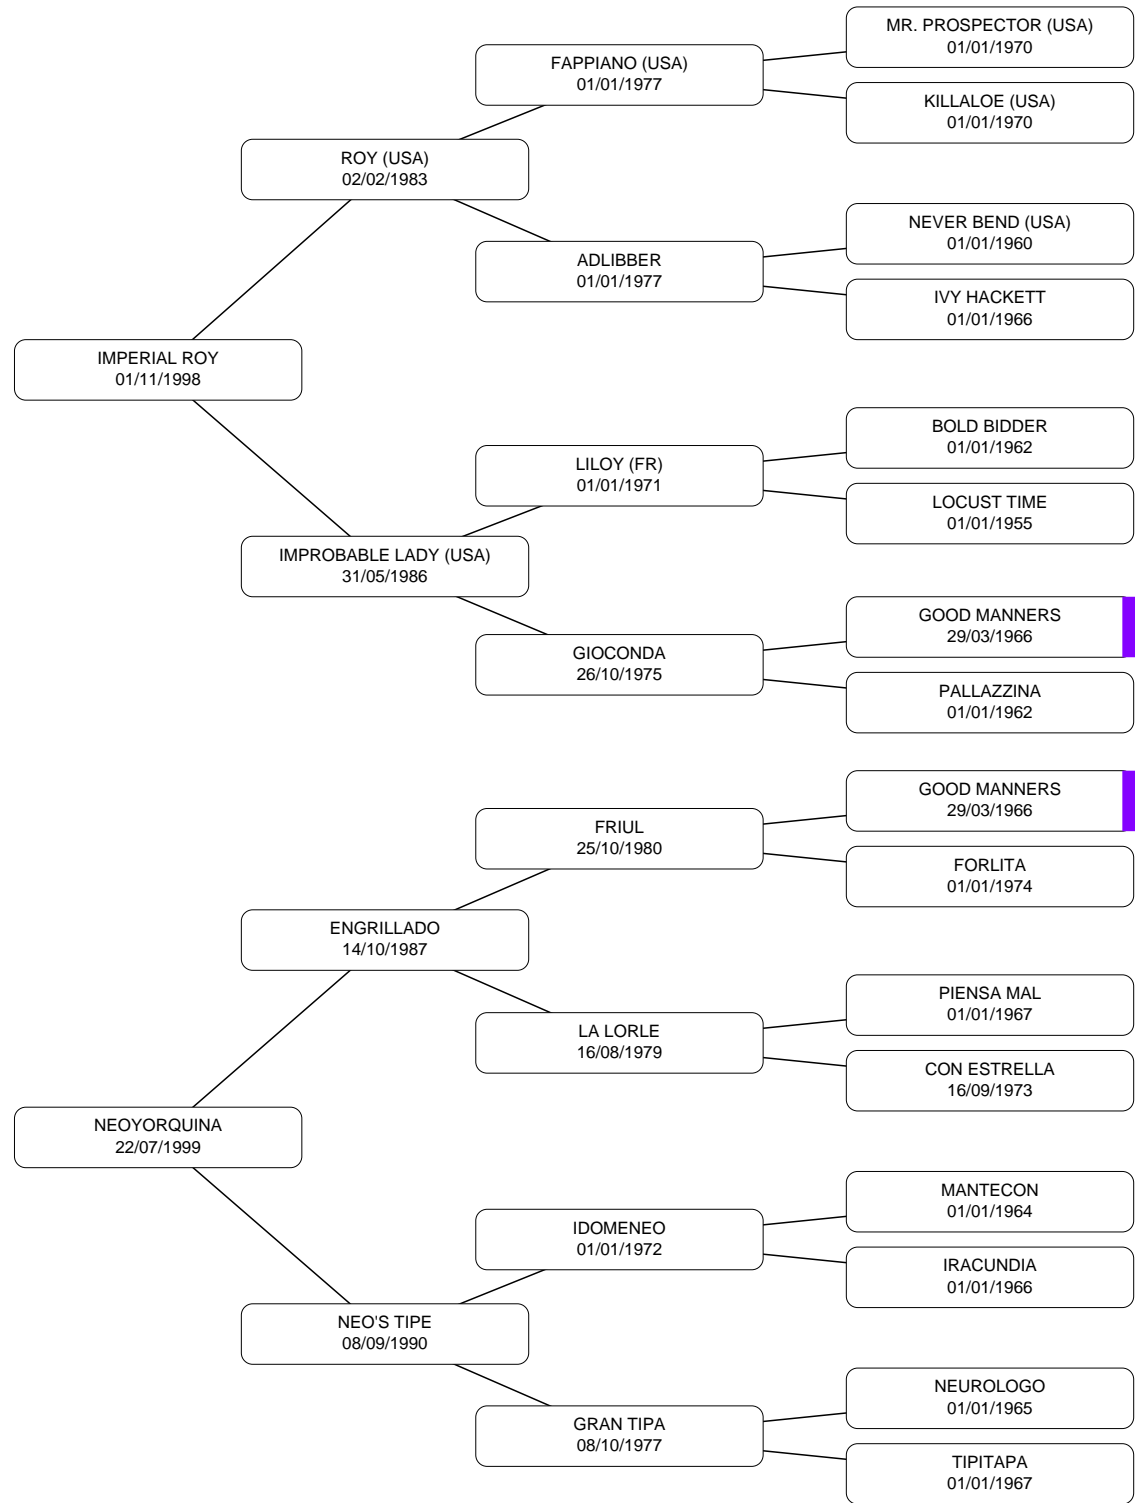 MR. PROSPECTOR (USA)
01/01/1970
FAPPIANO (USA)
01/01/1977
KILLALOE (USA)
01/01/1970
ROY (USA)
02/02/1983
NEVER BEND (USA)
01/01/1960
ADLIBBER
01/01/1977
IVY HACKETT
01/01/1966
IMPERIAL ROY
01/11/1998
BOLD BIDDER
01/01/1962
LILOY (FR)
01/01/1971
LOCUST TIME
01/01/1955
IMPROBABLE LADY (USA)
31/05/1986
GOOD MANNERS
29/03/1966
GIOCONDA
26/10/1975
PALLAZZINA
01/01/1962
GOOD MANNERS
29/03/1966
FRIUL
25/10/1980
FORLITA
01/01/1974
ENGRILLADO
14/10/1987
PIENSA MAL
01/01/1967
LA LORLE
16/08/1979
CON ESTRELLA
16/09/1973
NEOYORQUINA
22/07/1999
MANTECON
01/01/1964
IDOMENEO
01/01/1972
IRACUNDIA
01/01/1966
NEO'S TIPE
08/09/1990
NEUROLOGO
01/01/1965
GRAN TIPA
08/10/1977
TIPITAPA
01/01/1967